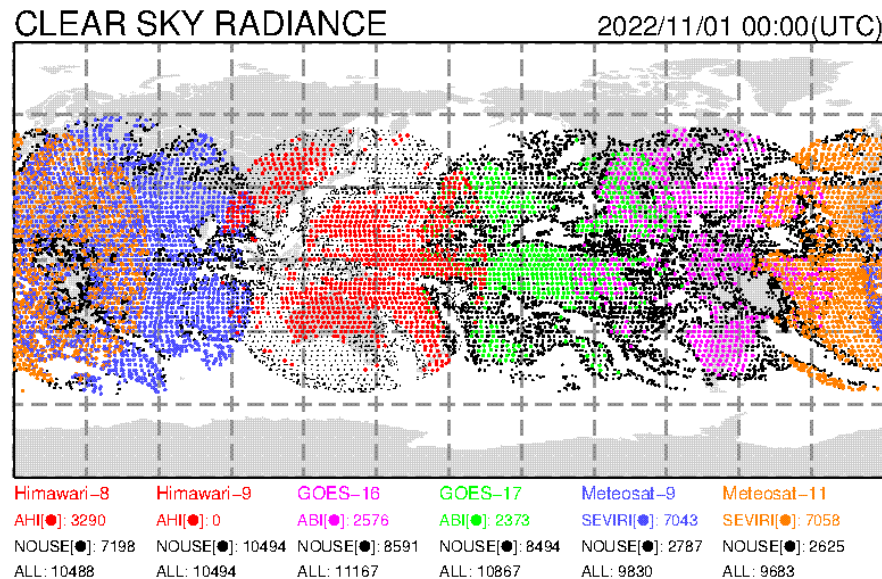 CLEAR SKY RADIANCE 2022/11/01 00:00(UTC)
Himawari-8 Himawari-9 GOES-16 GOES-17 Meteosat-9 Meteosat-11
AHI[●]: 3290 AHI[●]: 0 ABI[●]: 2576 ABI[●]: 2373 SEVIRI[●]: 7043 SEVIRI[●]: 7058
NOUSE[●]: 7198 NOUSE[●]: 10494 NOUSE[●]: 8591 NOUSE[●]: 8494 NOUSE[●]: 2787 NOUSE[●]: 2625
ALL: 10488 ALL: 10494 ALL: 11167 ALL: 10867 ALL: 9830 ALL: 9683